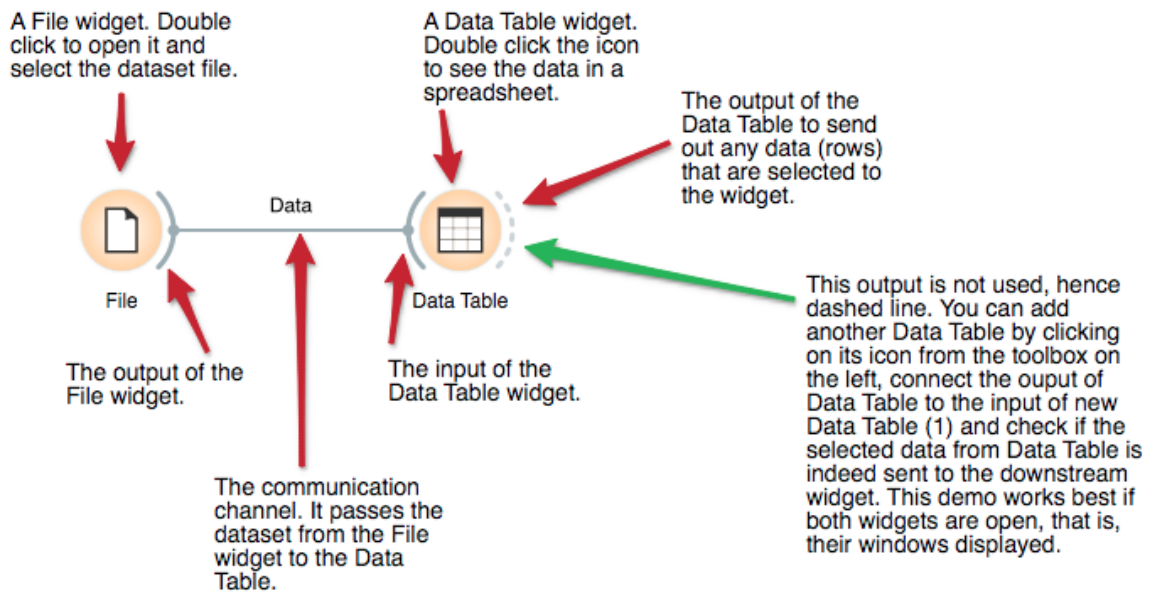 A File widget. Double
click to open it and
select the dataset file.
A Data Table widget.
Double click the icon
to see the data in a
spreadsheet.
The output of the
Data Table to send
out any data (rows)
that are selected to
the widget.
Data
File
Data Table
The output of the
File widget.
The input of the
Data Table widget.
This output is not used, hence
dashed line. You can add
another Data Table by clicking
on its icon from the toolbox on
the left, connect the ouput of
Data Table to the input of new
Data Table (1) and check if the
selected data from Data Table is
indeed sent to the downstream
widget. This demo works best if
both widgets are open, that is,
their windows displayed.
The communication
channel. It passes the
dataset from the File
widget to the Data
Table.